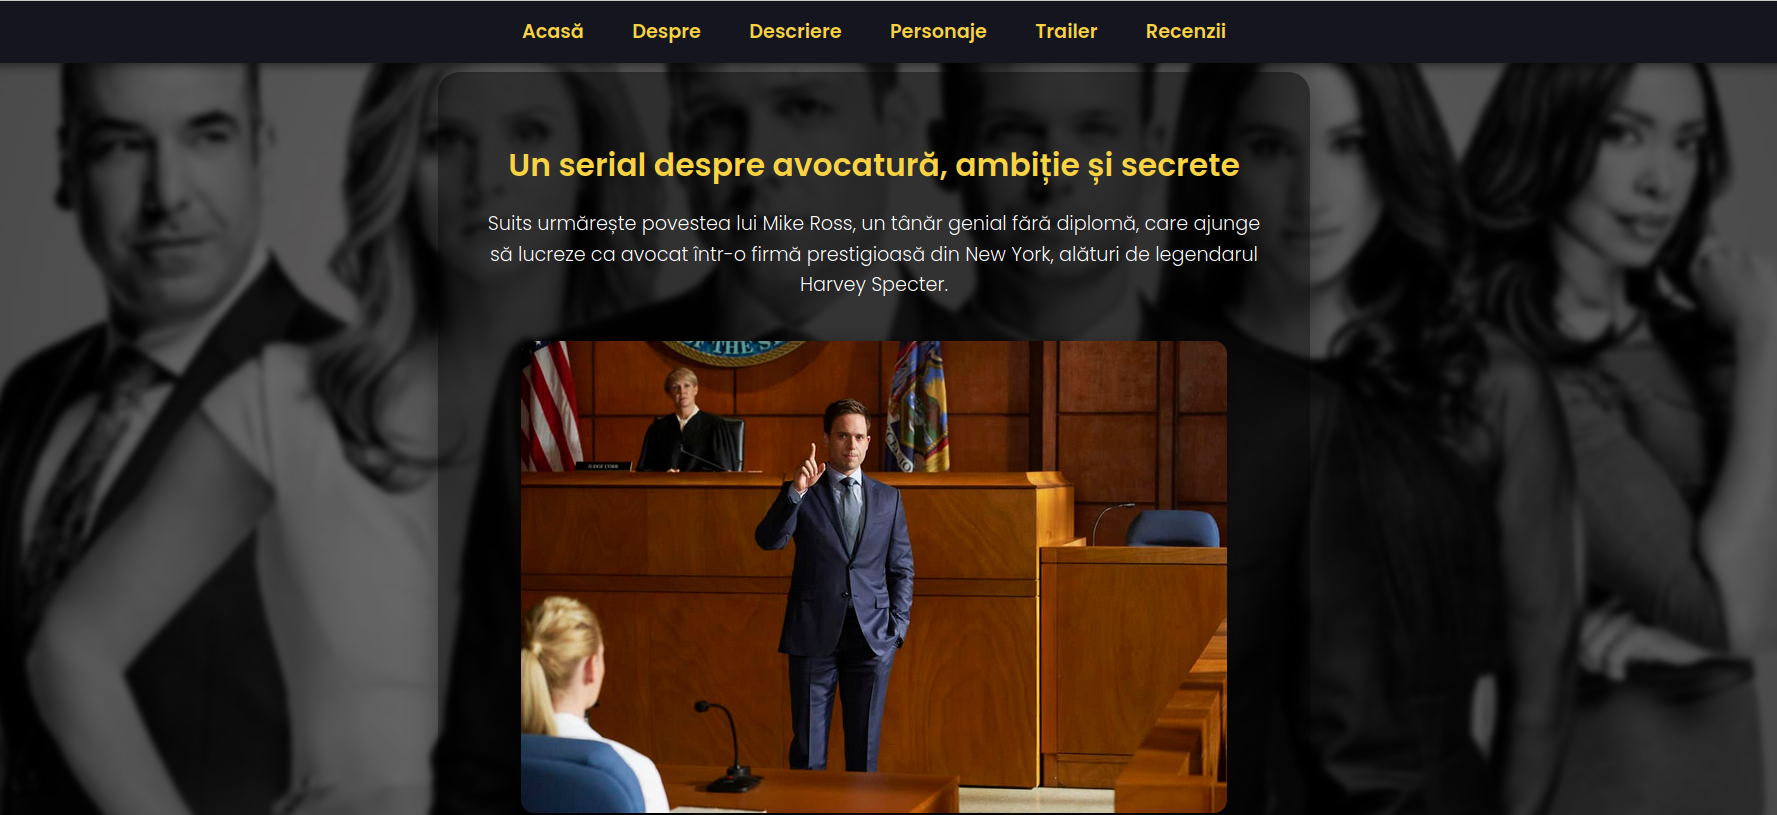 Acasă Despre Descriere Personaje Trailer Recenzii
Un serial despre avocatură, ambiție și secrete
Suits urmărește povestea lui Mike Ross, un tânăr genial fără diplomă, care ajunge
să lucreze ca avocat într-o firmă prestigioasă din New York, alături de legendarul
Harvey Specter.
OF THE S